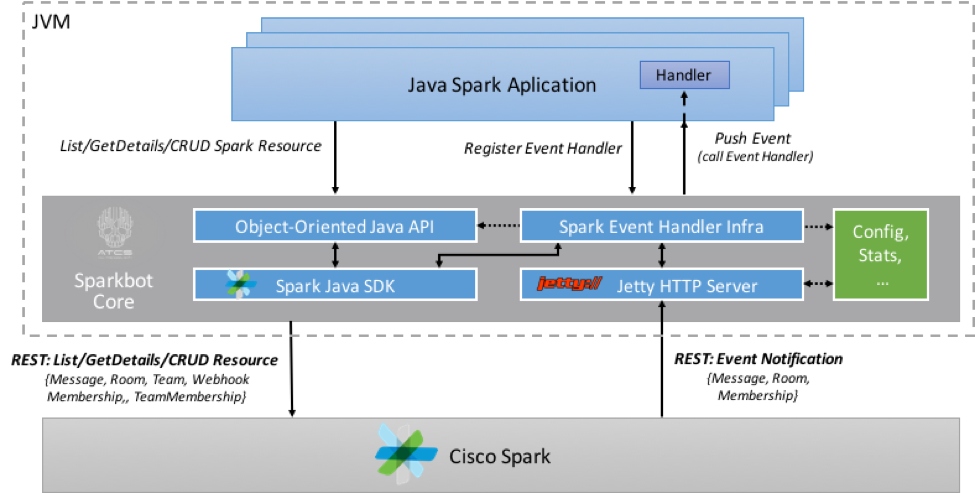 JVM
Java Spark Aplication
Handler
List/GetDetails/CRUD Spark Resource
Register Event Handler
Push Event
(call Event Handler)
ATCS
Sparkbot
Core
Object-Oriented Java API
Spark Event Handler Infra
Config,
Stats,
...
Spark Java SDK
jetty://
Jetty HTTP Server
REST: List/GetDetails/CRUD Resource
{Message, Room, Team, Webhook
Membership,, TeamMembership}
REST: Event Notification
{Message, Room,
Membership}
Cisco Spark